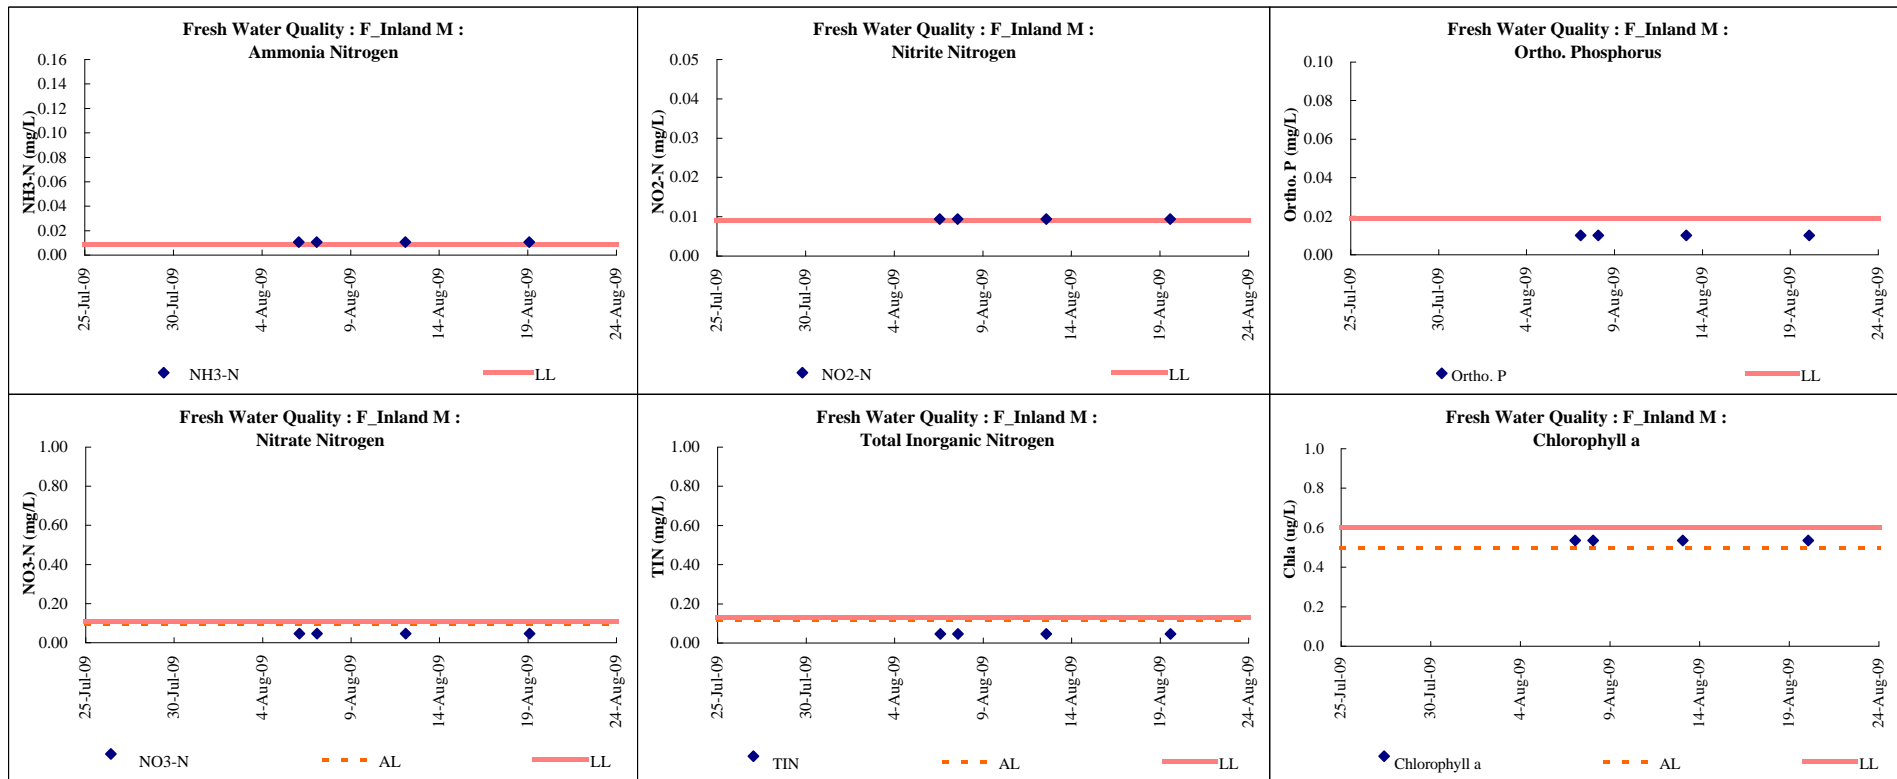 Fresh Water Quality : F_Inland M :
Ammonia Nitrogen
NH3-N (mg/L)
0.16
0.14
0.12
0.10
0.08
0.06
0.04
0.02
0.00
25-Jul-09
30-Jul-09
4-Aug-09
9-Aug-09
14-Aug-09
19-Aug-09
24-Aug-09
NH3-N
LL
Fresh Water Quality : F_Inland M :
Nitrite Nitrogen
NO2-N (mg/L)
0.05
0.04
0.03
0.02
0.01
0.00
25-Jul-09
30-Jul-09
4-Aug-09
9-Aug-09
14-Aug-09
19-Aug-09
24-Aug-09
NO2-N
LL
Fresh Water Quality : F_Inland M :
Ortho. Phosphorus
Ortho. P (mg/L)
0.10
0.08
0.06
0.04
0.02
0.00
25-Jul-09
30-Jul-09
4-Aug-09
9-Aug-09
14-Aug-09
19-Aug-09
24-Aug-09
Ortho. P
LL
Fresh Water Quality : F_Inland M :
Nitrate Nitrogen
NO3-N (mg/L)
1.00
0.80
0.60
0.40
0.20
0.00
25-Jul-09
30-Jul-09
4-Aug-09
9-Aug-09
14-Aug-09
19-Aug-09
24-Aug-09
NO3-N
AL
LL
Fresh Water Quality : F_Inland M :
Total Inorganic Nitrogen
TIN (mg/L)
1.00
0.80
0.60
0.40
0.20
0.00
25-Jul-09
30-Jul-09
4-Aug-09
9-Aug-09
14-Aug-09
19-Aug-09
24-Aug-09
TIN
AL
LL
Fresh Water Quality : F_Inland M :
Chlorophyll a
Chla (ug/L)
1.0
0.8
0.6
0.4
0.2
0.0
25-Jul-09
30-Jul-09
4-Aug-09
9-Aug-09
14-Aug-09
19-Aug-09
24-Aug-09
Chlorophyll a
AL
LL